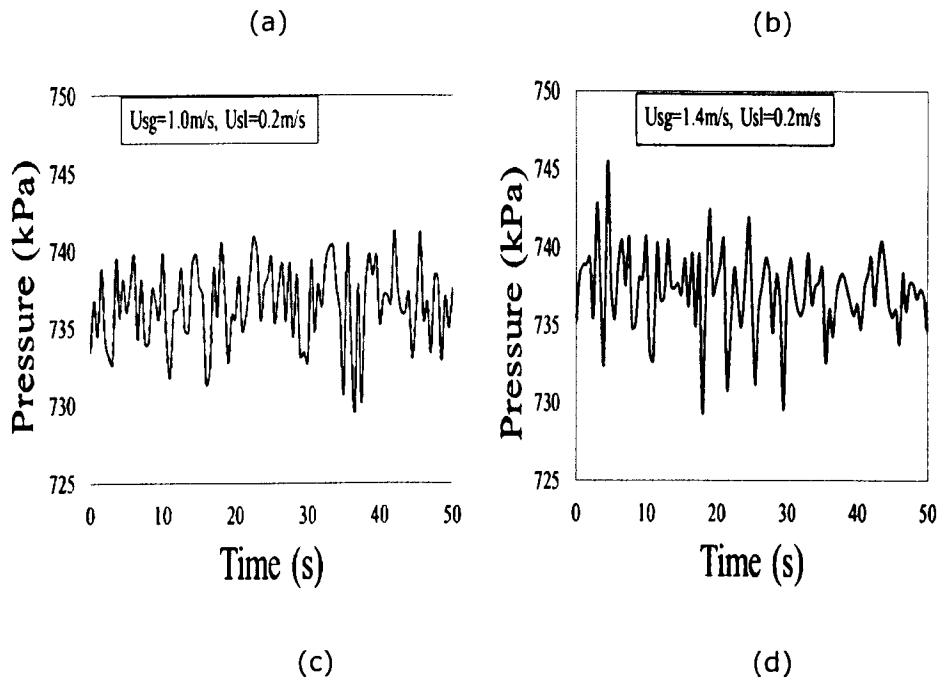 (a)
(b)
Usg=1.0m/s, Usl=0.2m/s
750
745
740
735
730
725
Pressure (kPa)
0 10 20 30 40 50
Time (s)
Usg=1.4m/s, Usl=0.2m/s
750
745
740
735
730
725
Pressure (kPa)
0 10 20 30 40 50
Time (s)
(c)
(d)